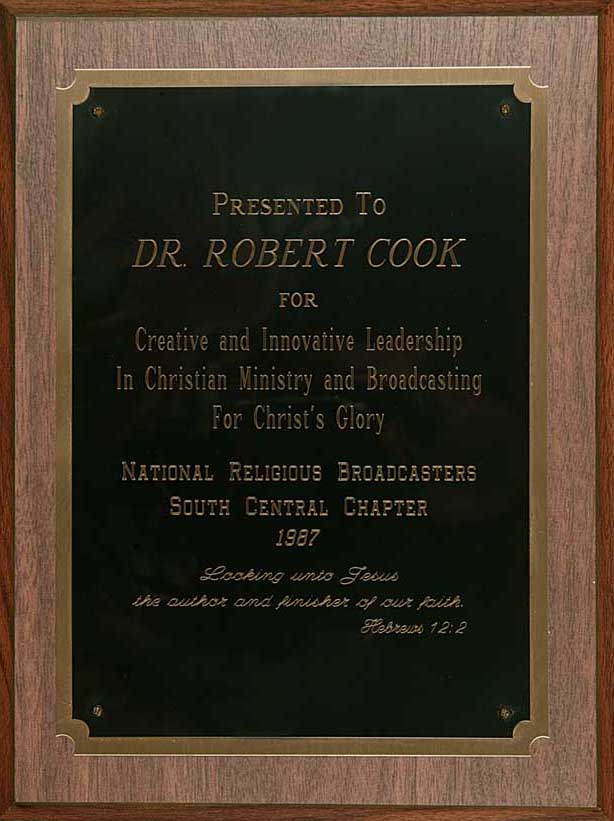 PRESENTED TO
DR. ROBERT COOK
FOR
Creative and Innovative Leadership
In Christian Ministry and Broadcasting
For Christ's Glory
NATIONAL RELIGIOUS BROADCASTERS
SOUTH CENTRAL CHAPTER
1987
Looking unto Jesus
the author and finisher of our faith.
Hebrews 12:2